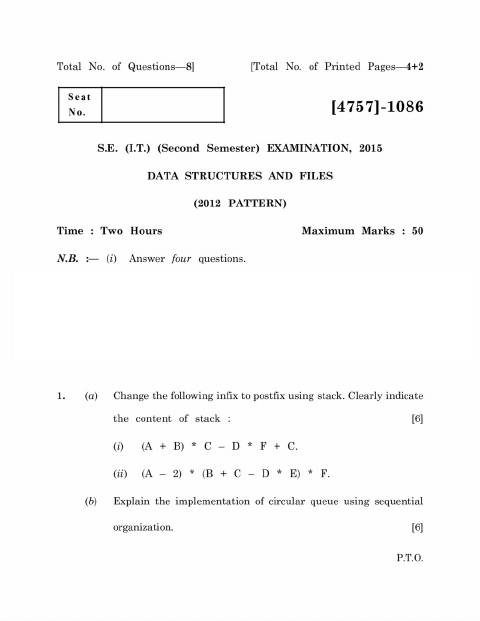 Total No. of Questions—8]
[Total No. of Printed Pages—4+2
Seat
No.
[4757]-1086
S.E. (I.T.) (Second Semester) EXAMINATION, 2015
DATA STRUCTURES AND FILES
(2012 PATTERN)
Time : Two Hours
Maximum Marks : 50
N.B. :— (i) Answer four questions.
1. (a) Change the following infix to postfix using stack. Clearly indicate
the content of stack : [6]
(i) (A + B) * C – D * F + C.
(ii) (A – 2) * (B + C – D * E) * F.
(b) Explain the implementation of circular queue using sequential
organization. [6]
P.T.O.